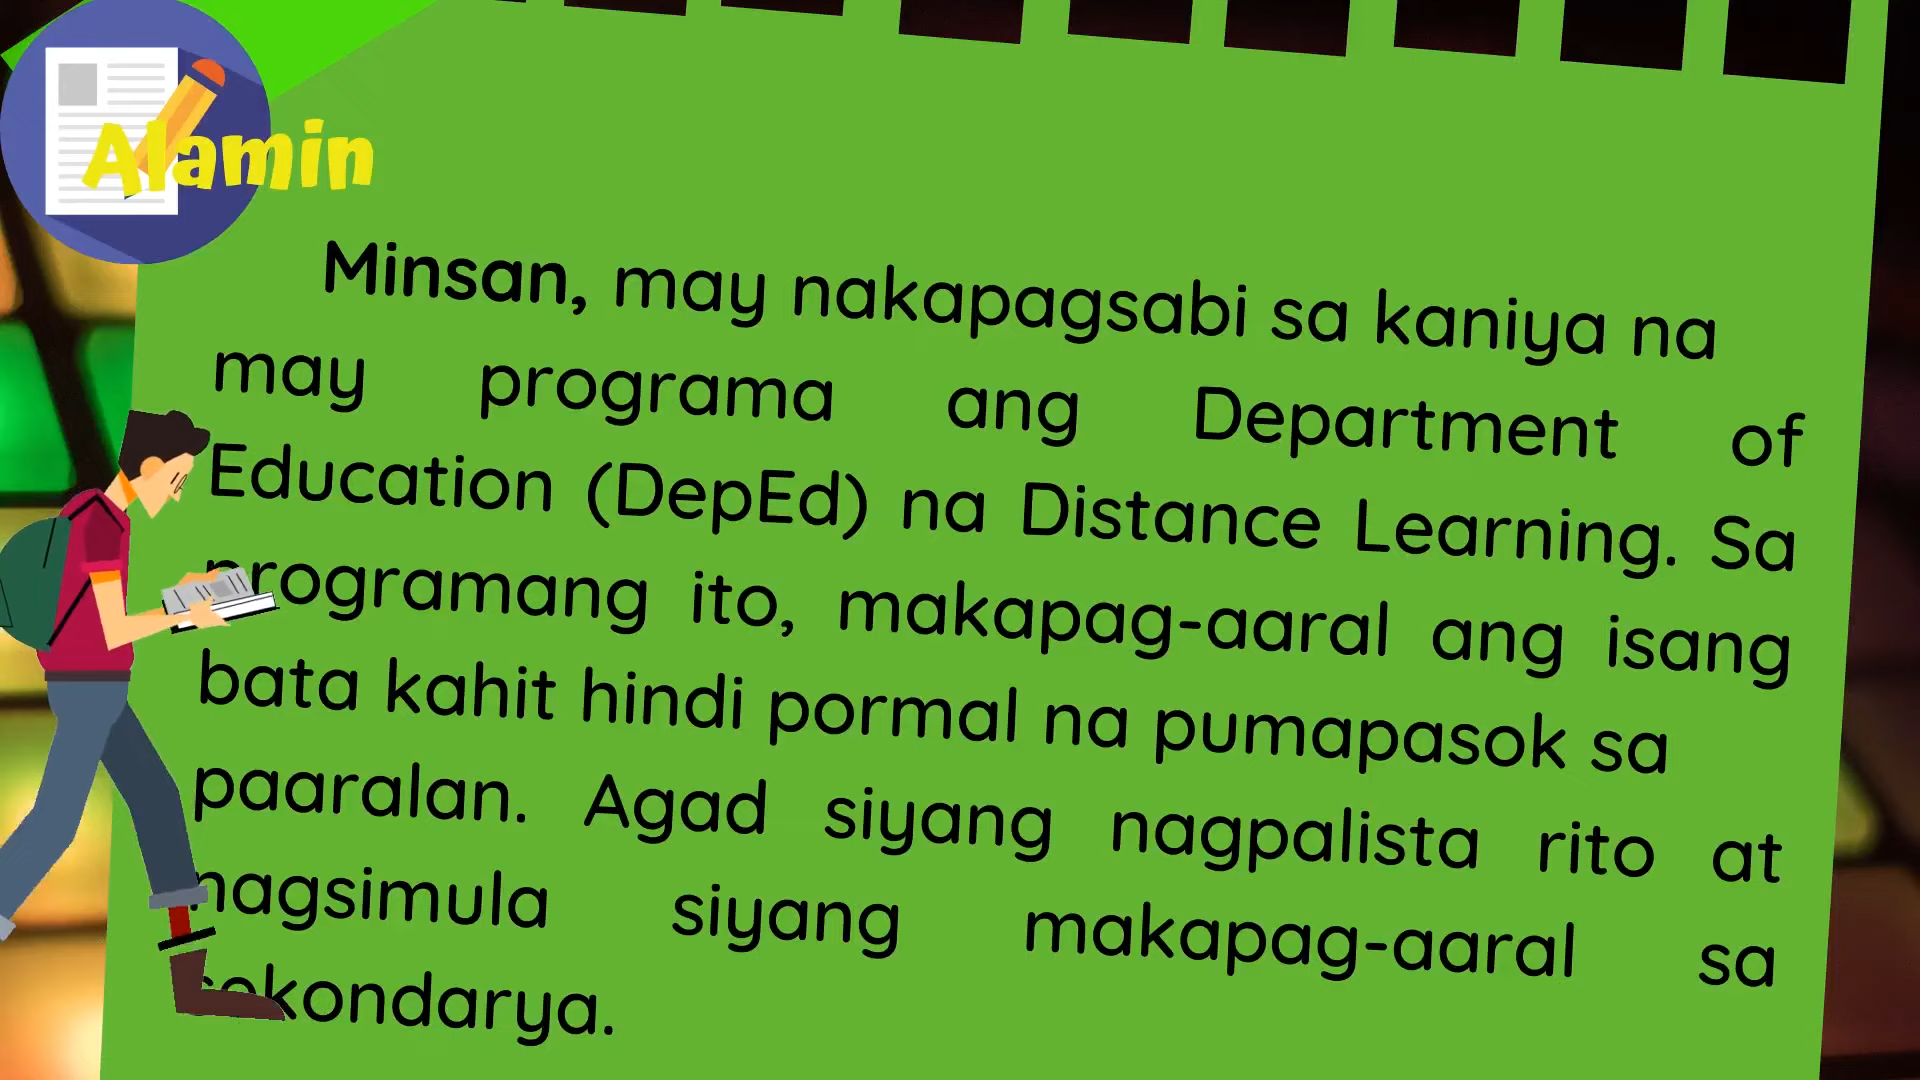 Alamin
Minsan, may nakapagsabi sa kaniya na
may programa ang Department of
Education (DepEd) na Distance Learning. Sa
programang ito, makapag-aaral ang isang
bata kahit hindi pormal na pumapasok sa
paaralan. Agad siyang nagpalista rito at
nagsimula siyang makapag-aaral sa
sekondarya.